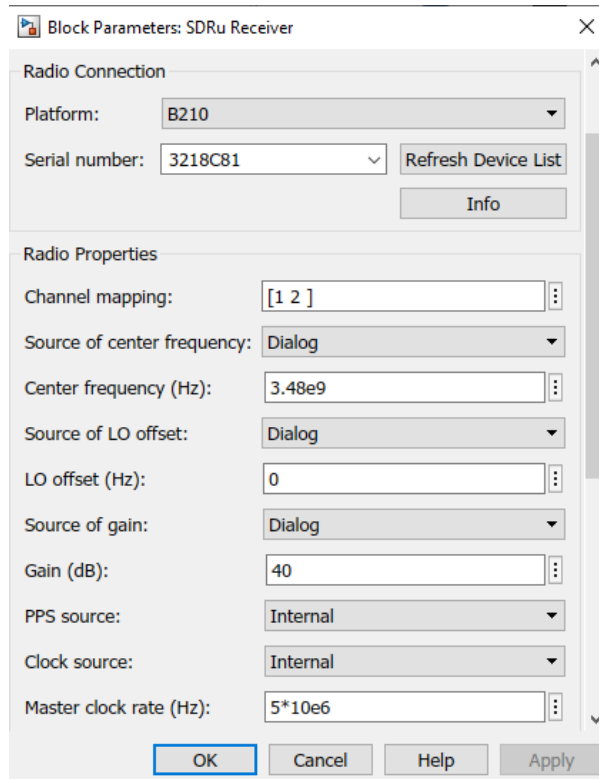 Block Parameters: SDRu Receiver
Radio Connection
Platform: B210
Serial number: 3218C81 Refresh Device List
Info
Radio Properties
Channel mapping: [1 2 ]
Source of center frequency: Dialog
Center frequency (Hz): 3.48e9
Source of LO offset: Dialog
LO offset (Hz): 0
Source of gain: Dialog
Gain (dB): 40
PPS source: Internal
Clock source: Internal
Master clock rate (Hz): 5*10e6
OK Cancel Help Apply